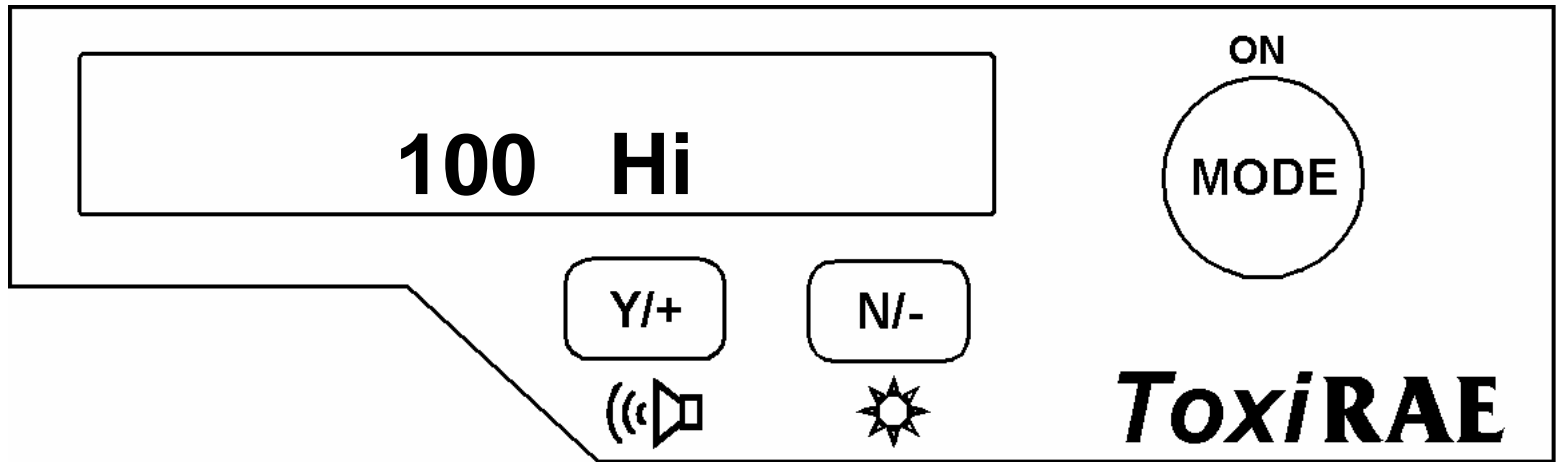 ON
100 Hi
MODE
Y/+ N/-
ToxiRAE